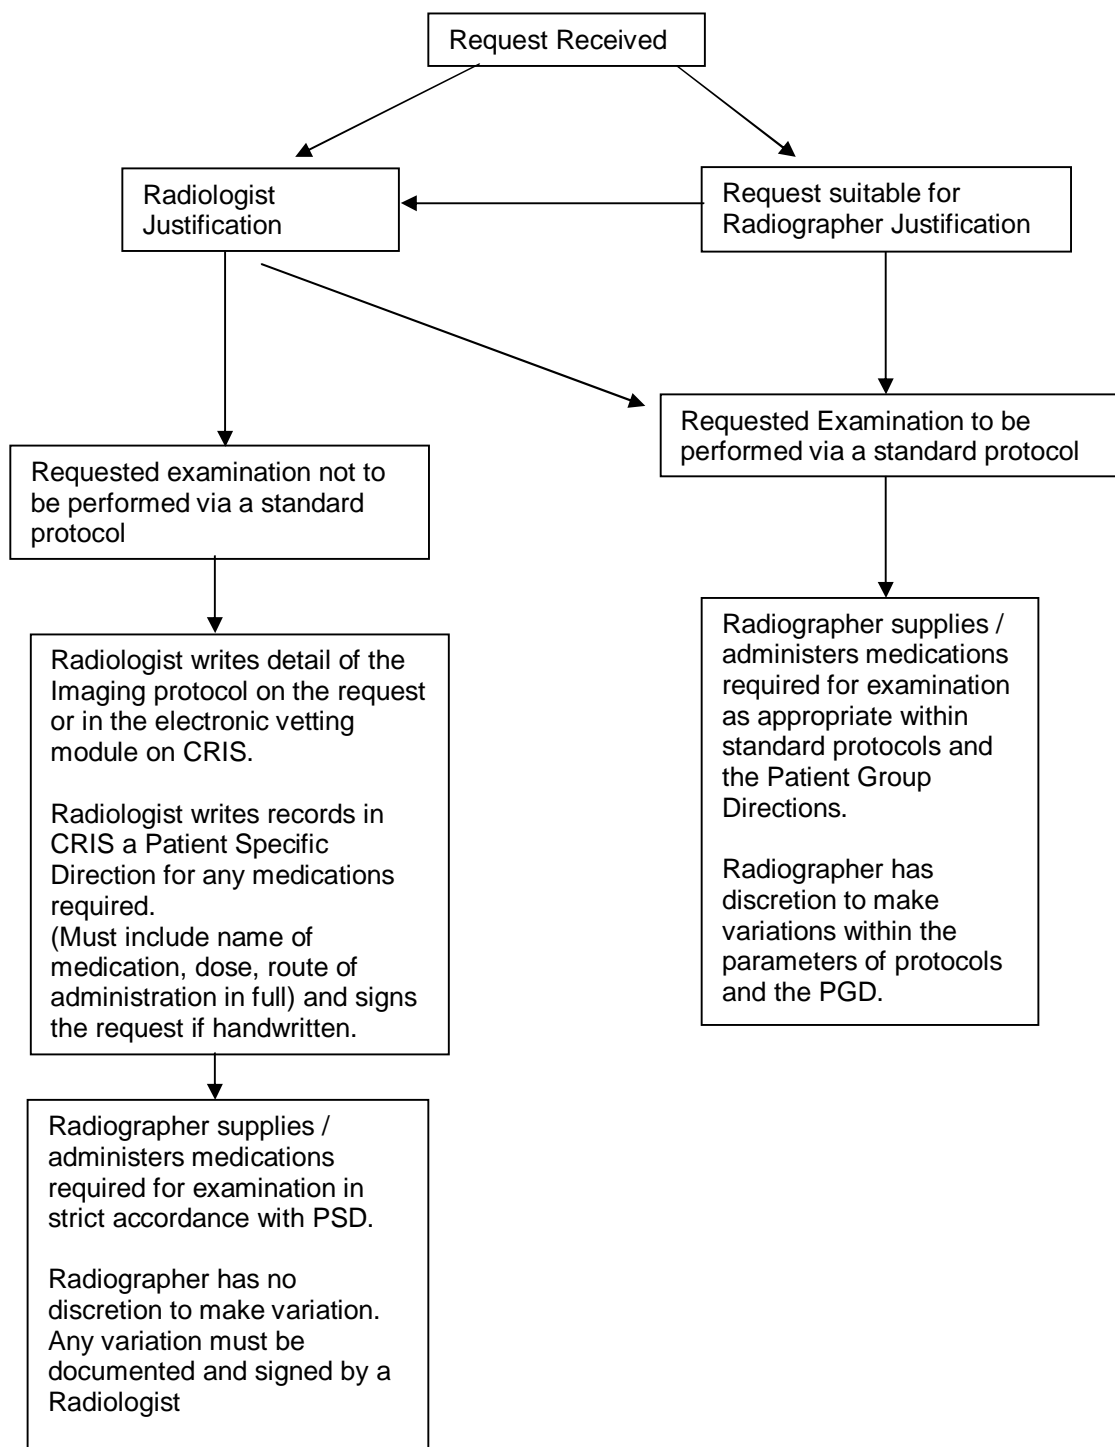 Request Received
Radiologist
Justification
Request suitable for
Radiographer Justification
Requested Examination to be
performed via a standard protocol
Requested examination not to
be performed via a standard
protocol
Radiologist writes detail of the
Imaging protocol on the request
or in the electronic vetting
module on CRIS.
Radiologist writes records in
CRIS a Patient Specific
Direction for any medications
required.
(Must include name of
medication, dose, route of
administration in full) and signs
the request if handwritten.
Radiographer supplies /
administers medications
required for examination
as appropriate within
standard protocols and
the Patient Group
Directions.
Radiographer has
discretion to make
variations within the
parameters of protocols
and the PGD.
Radiographer supplies /
administers medications
required for examination in
strict accordance with PSD.
Radiographer has no
discretion to make variation.
Any variation must be
documented and signed by a
Radiologist